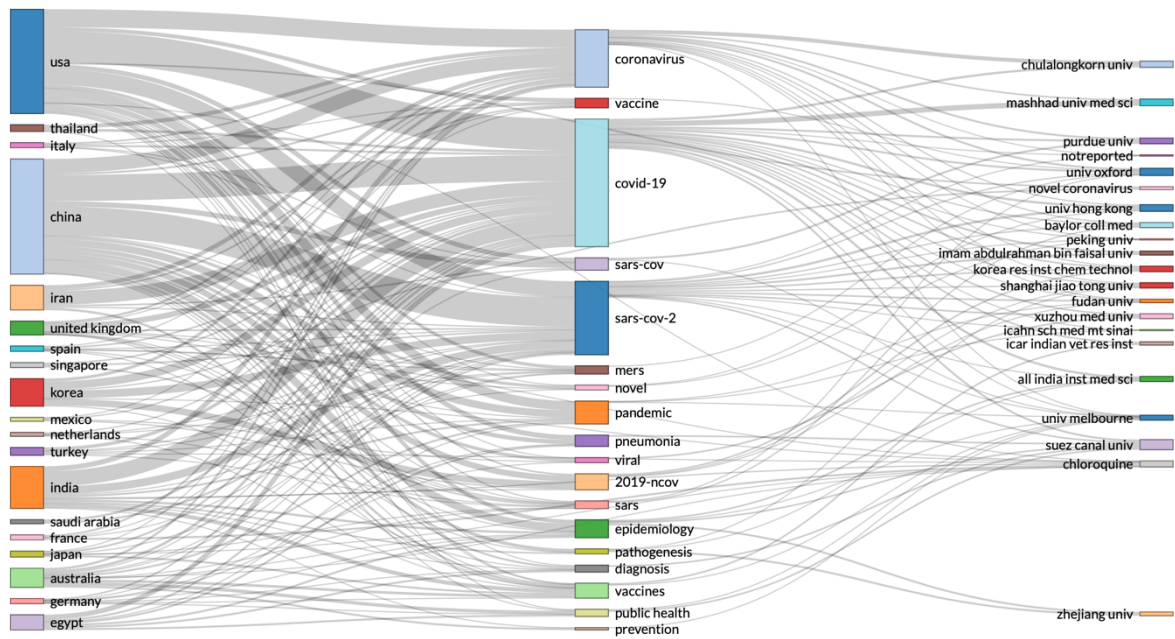 usa
thailand
italy
china
iran
united kingdom
spain
singapore
korea
mexico
netherlands
turkey
india
saudi arabia
france
japan
australia
germany
egypt
coronavirus
vaccine
covid-19
sars-cov
sars-cov-2
mers
novel
pandemic
pneumonia
viral
2019-ncov
sars
epidemiology
pathogenesis
diagnosis
vaccines
public health
prevention
chulalongkorn univ
mashhad univ med sci
purdue univ
notreported
univ oxford
novel coronavirus
univ hong kong
baylor coll med
peking univ
imam abdulrahman bin faisal univ
korea res inst chem technol
shanghai jiao tong univ
fudan univ
xuzhou med univ
icahn sch med mt sinai
icar indian vet res inst
all india inst med sci
univ melbourne
suez canal univ
chloroquine
zhejiang univ